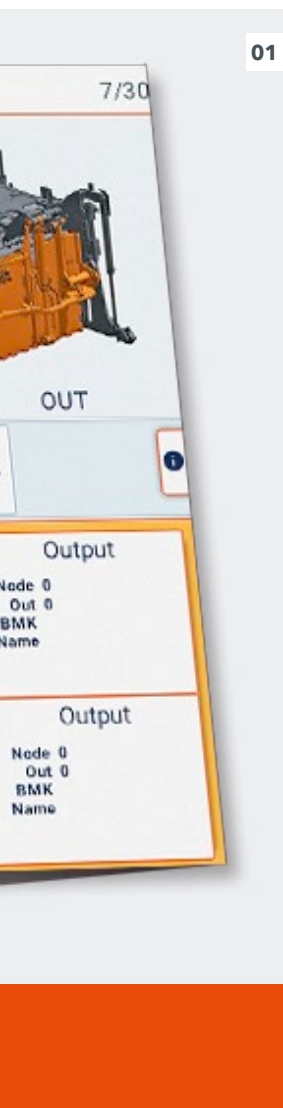 01
7/30
OUT
Output
Node 0
Out 0
BMK
Name
Output
Node 0
Out 0
BMK
Name